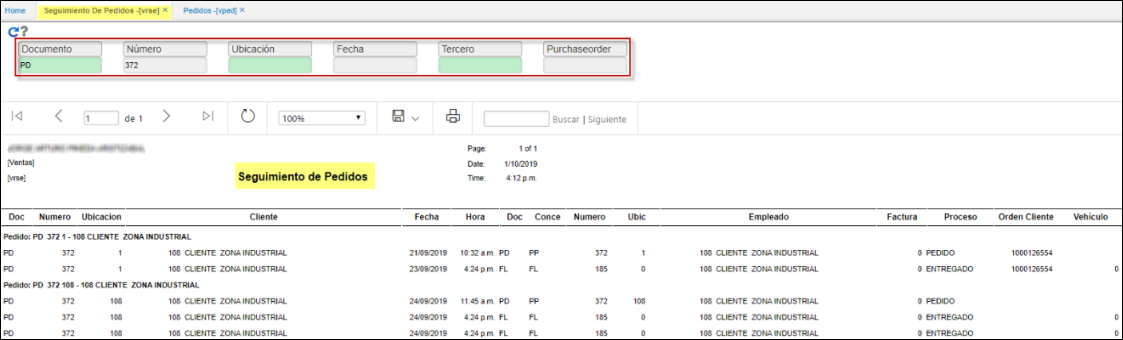 Home Seguimiento De Pedidos -[vrse] × Pedidos -[vped] ×
?
Documento Número Ubicación Fecha Tercero Purchaseorder
PD 372
1 de 1 100% Buscar | Siguiente
Page: 1 of 1
[Ventas] Date: 1/10/2019
[vrse] Seguimiento de Pedidos Time: 4:12 p.m.
Doc Numero Ubicacion Cliente Fecha Hora Doc Conce Numero Ubic Empleado Factura Proceso Orden Cliente Vehículo
Pedido: PD 372 1 - 108 CLIENTE ZONA INDUSTRIAL
PD 372 1 108 CLIENTE ZONA INDUSTRIAL 21/09/2019 10:32 a.m. PD PP 372 1 108 CLIENTE ZONA INDUSTRIAL 0 PEDIDO 1000126554
PD 372 1 108 CLIENTE ZONA INDUSTRIAL 23/09/2019 4:24 p.m. FL FL 185 0 108 CLIENTE ZONA INDUSTRIAL 0 ENTREGADO 1000126554 0
Pedido: PD 372 108 - 108 CLIENTE ZONA INDUSTRIAL
PD 372 108 108 CLIENTE ZONA INDUSTRIAL 24/09/2019 11:45 a.m. PD PP 372 108 108 CLIENTE ZONA INDUSTRIAL 0 PEDIDO
PD 372 108 108 CLIENTE ZONA INDUSTRIAL 24/09/2019 4:24 p.m. FL FL 185 0 108 CLIENTE ZONA INDUSTRIAL 0 ENTREGADO 0
PD 372 108 108 CLIENTE ZONA INDUSTRIAL 24/09/2019 4:24 p.m. FL FL 185 0 108 CLIENTE ZONA INDUSTRIAL 0 ENTREGADO 0